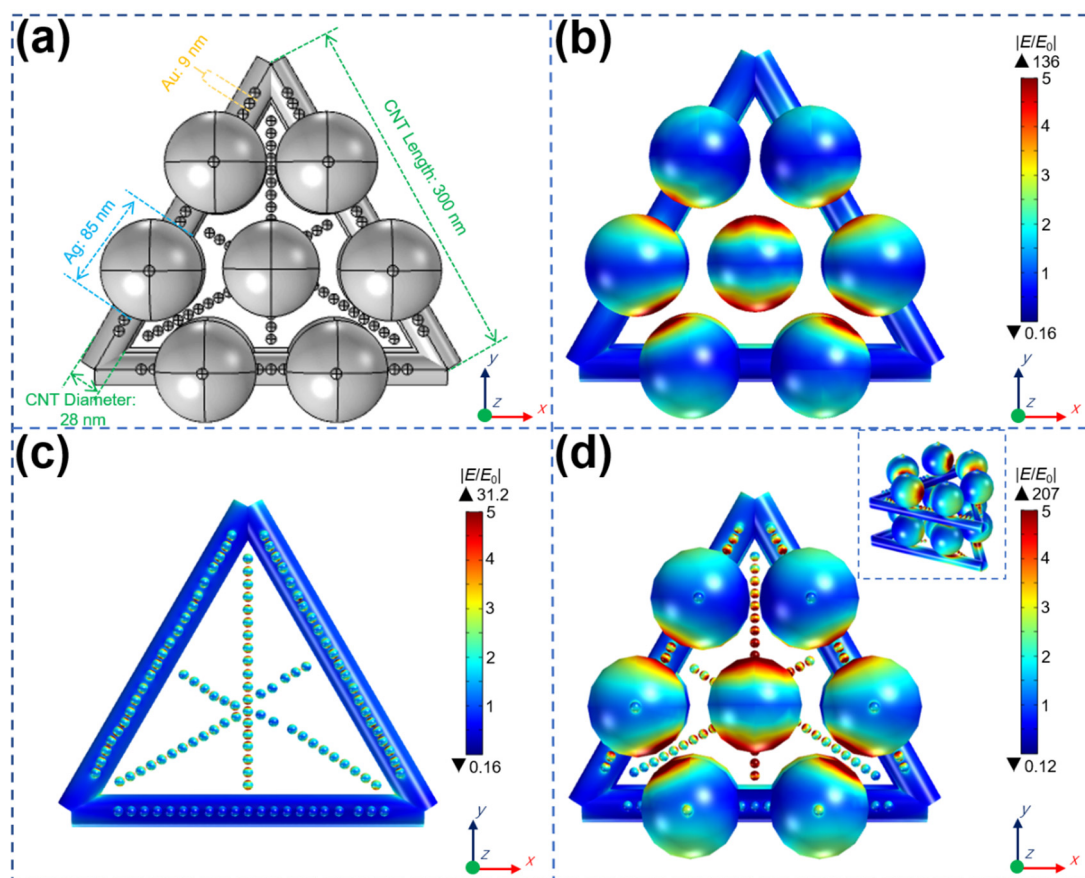 (a)
Au: 9 nm
CNT Length: 300 nm
Ag: 85 nm
CNT Diameter:
28 nm
y
z
x
(b)
|E/E₀|
▲ 136
5
4
3
2
1
▼ 0.16
y
z
x
(c)
|E/E₀|
▲ 31.2
5
4
3
2
1
▼ 0.16
y
z
x
(d)
|E/E₀|
▲ 207
5
4
3
2
1
▼ 0.12
y
z
x